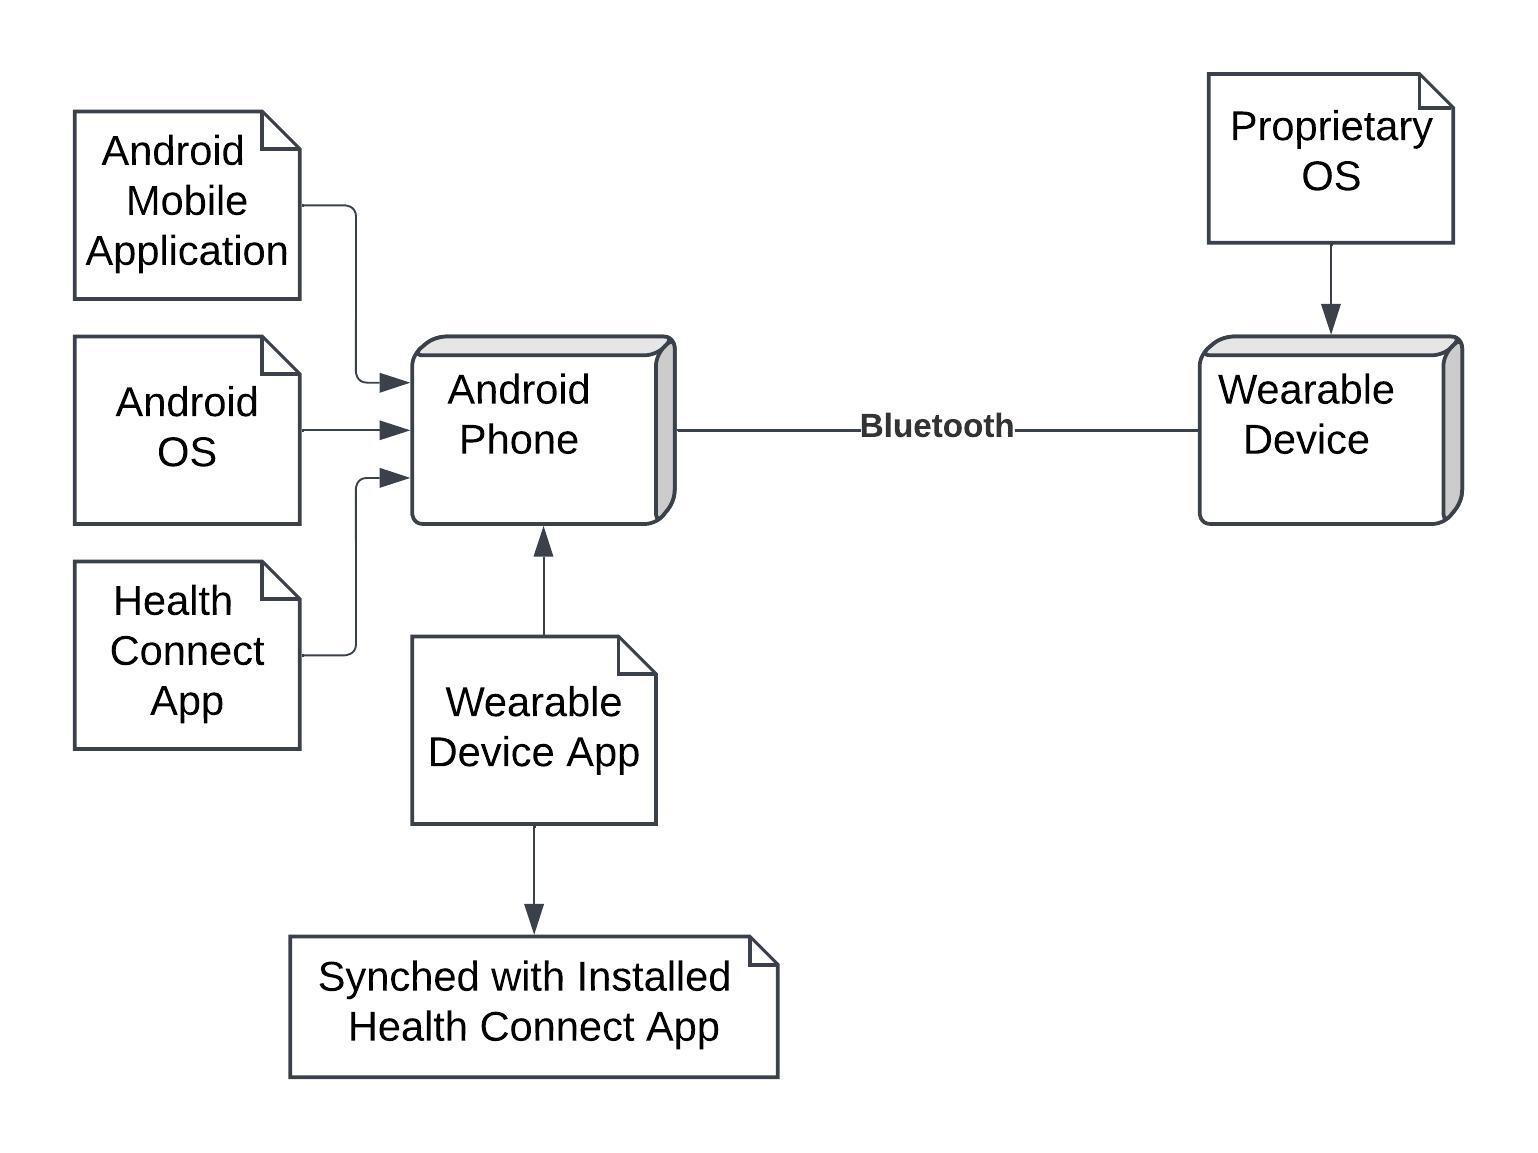 Android
Mobile
Application
Android
OS
Health
Connect
App
Android
Phone
Bluetooth
Proprietary
OS
Wearable
Device
Wearable
Device App
Synched with Installed
Health Connect App